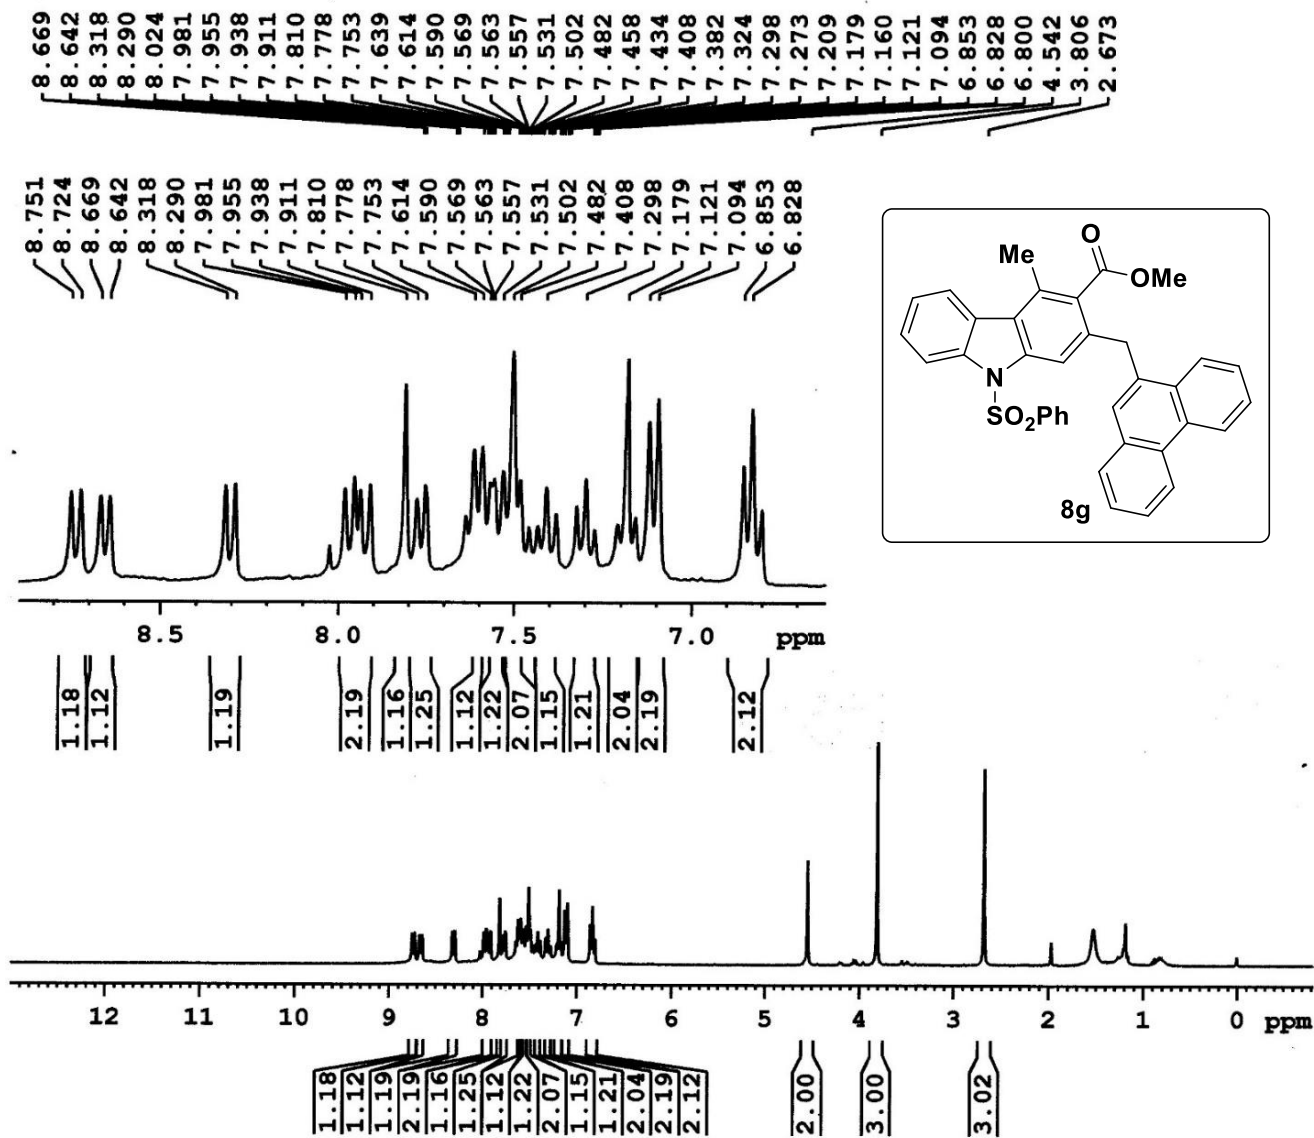 8.669 8.642 8.318 8.290 8.024 7.981 7.955 7.938 7.911 7.810 7.778 7.753 7.639 7.614 7.590 7.569 7.563 7.557 7.531 7.502 7.482 7.458 7.434 7.408 7.382 7.324 7.298 7.273 7.209 7.179 7.160 7.121 7.094 6.853 6.828 6.800 4.542 3.806 2.673
8.751 8.724 8.669 8.642 8.318 8.290 7.981 7.955 7.938 7.911 7.810 7.778 7.753 7.614 7.590 7.569 7.563 7.557 7.531 7.502 7.482 7.408 7.298 7.179 7.121 7.094 6.853 6.828
O
Me
OMe
N
SO2Ph
8g
8.5 8.0 7.5 7.0 ppm
1.18 1.12 1.19 2.19 1.16 1.25 1.12 1.22 2.07 1.15 1.21 2.04 2.19 2.12
12 11 10 9 8 7 6 5 4 3 2 1 0 ppm
1.18 1.12 1.19 2.19 1.16 1.25 1.12 1.22 2.07 1.15 1.21 2.04 2.19 2.12 2.00 3.00 3.02